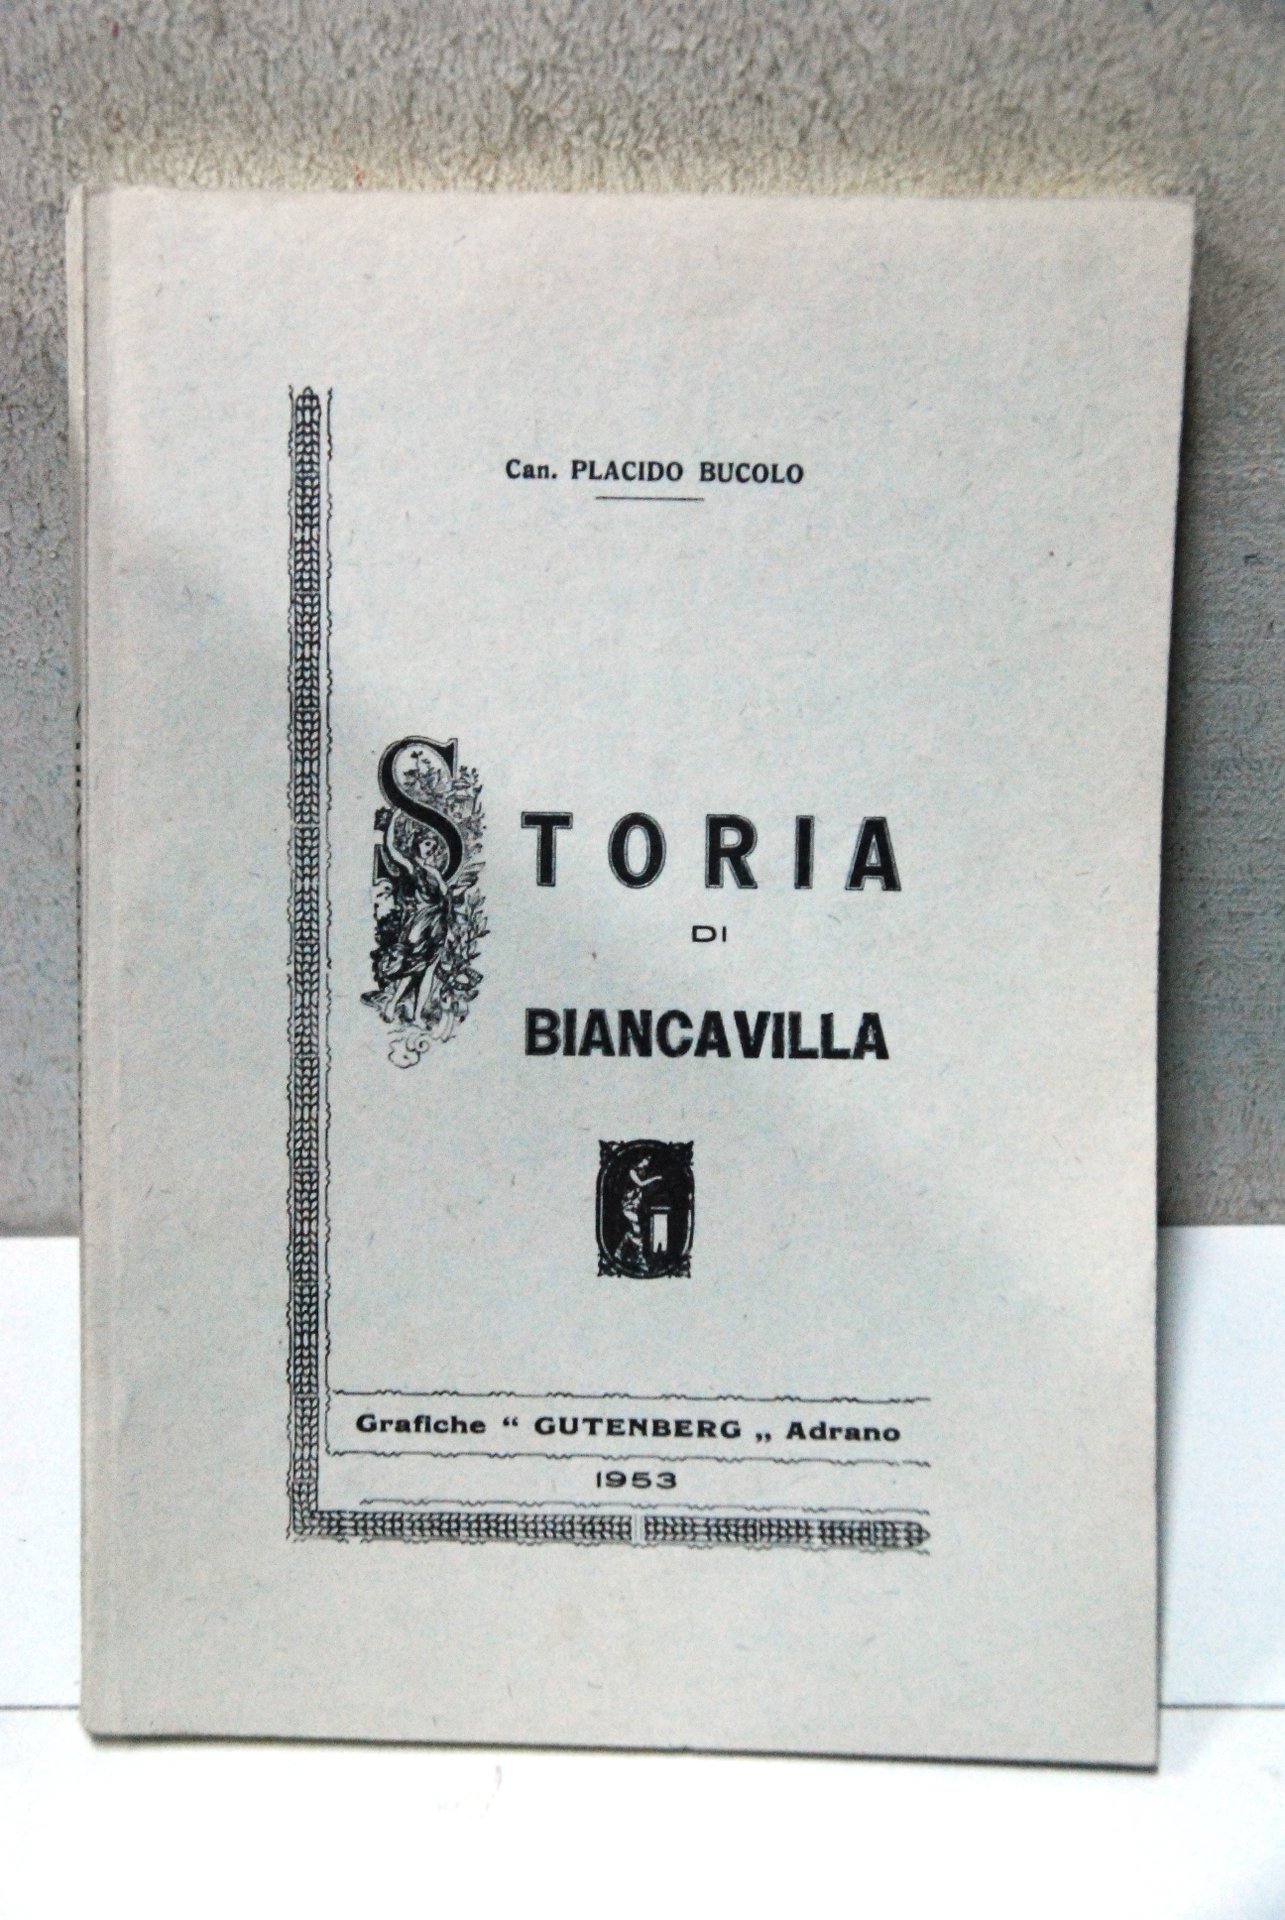 Can. PLACIDO BUCOLO
STORIA
DI
BIANCAVILLA
Grafiche “ GUTENBERG „ Adrano
1953